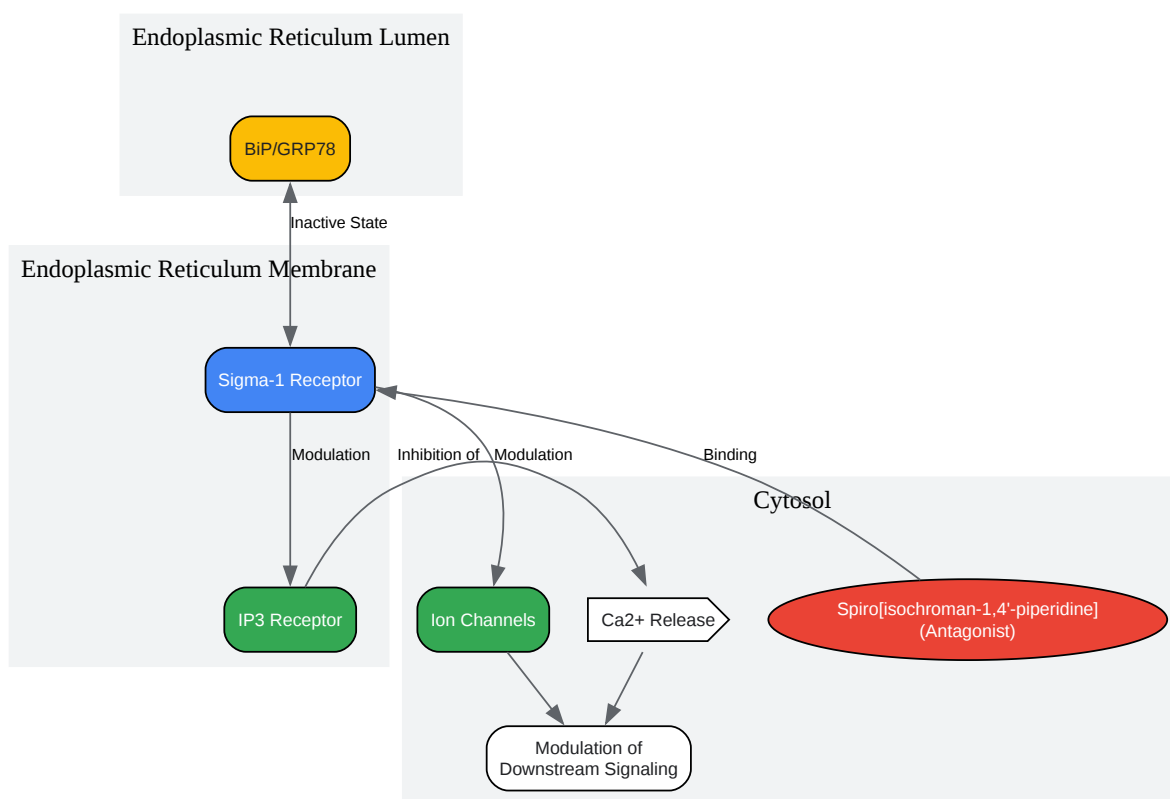 Endoplasmic Reticulum Lumen
BiP/GRP78
Inactive State
Endoplasmic Reticulum Membrane
Sigma-1 Receptor
Modulation
Inhibition of
Modulation
Binding
Cytosol
IP3 Receptor
Ion Channels
Ca2+ Release
Spiro[isochroman-1,4'-piperidine]
(Antagonist)
Modulation of
Downstream Signaling